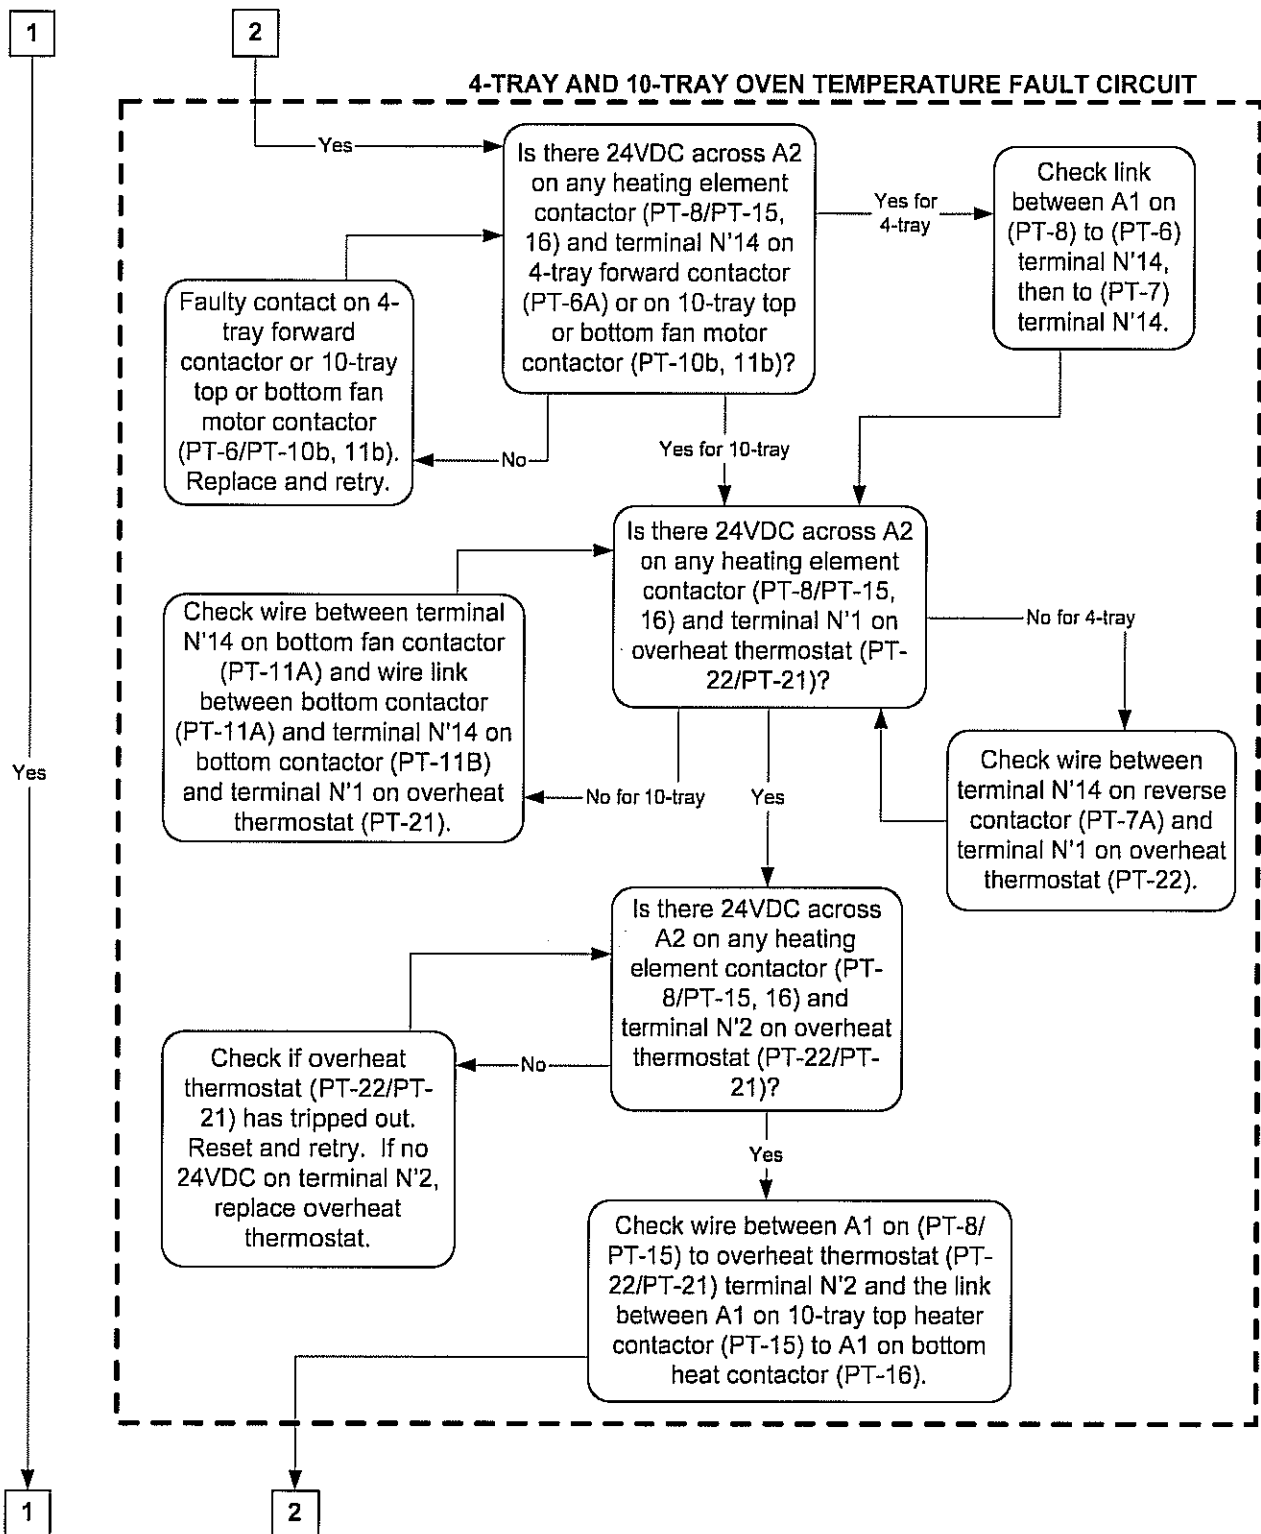 1
2
4-TRAY AND 10-TRAY OVEN TEMPERATURE FAULT CIRCUIT
Yes
Is there 24VDC across A2
on any heating element
contactor (PT-8/PT-15,
16) and terminal N'14 on
4-tray forward contactor
(PT-6A) or on 10-tray top
or bottom fan motor
contactor (PT-10b, 11b)?
Yes for
4-tray
Check link
between A1 on
(PT-8) to (PT-6)
terminal N'14,
then to (PT-7)
terminal N'14.
Faulty contact on 4-
tray forward
contactor or 10-tray
top or bottom fan
motor contactor
(PT-6/PT-10b, 11b).
Replace and retry.
No
Yes for 10-tray
Is there 24VDC across A2
on any heating element
contactor (PT-8/PT-15,
16) and terminal N'1 on
overheat thermostat (PT-
22/PT-21)?
No for 4-tray
Check wire between terminal
N'14 on bottom fan contactor
(PT-11A) and wire link
between bottom contactor
(PT-11A) and terminal N'14 on
bottom contactor (PT-11B)
and terminal N'1 on overheat
thermostat (PT-21).
No for 10-tray
Yes
Check wire between
terminal N'14 on reverse
contactor (PT-7A) and
terminal N'1 on overheat
thermostat (PT-22).
Yes
Is there 24VDC across
A2 on any heating
element contactor (PT-
8/PT-15, 16) and
terminal N'2 on overheat
thermostat (PT-22/PT-
21)?
No
Check if overheat
thermostat (PT-22/PT-
21) has tripped out.
Reset and retry. If no
24VDC on terminal N'2,
replace overheat
thermostat.
Yes
Check wire between A1 on (PT-8/
PT-15) to overheat thermostat (PT-
22/PT-21) terminal N'2 and the link
between A1 on 10-tray top heater
contactor (PT-15) to A1 on bottom
heat contactor (PT-16).
1
2